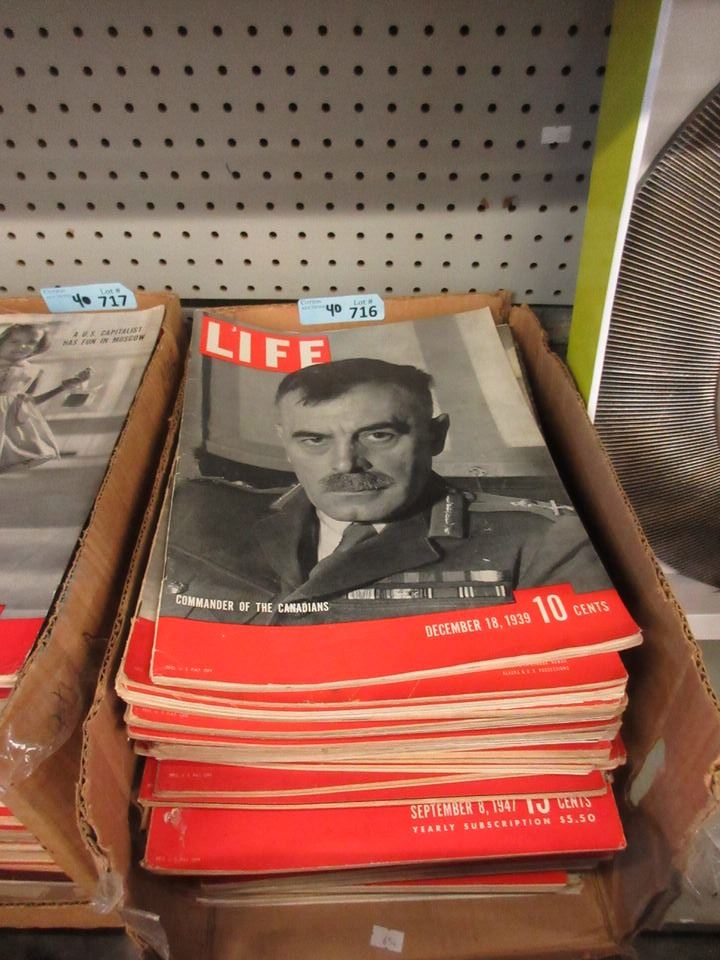 Lot #
40 717
Lot #
40 716
A U.S. CAPITALIST
HAS FUN IN MOSCOW
LIFE
COMMANDER OF THE CANADIANS
DECEMBER 18, 1939 10 CENTS
SEPTEMBER 8, 1947 15 CENTS
YEARLY SUBSCRIPTION $5.50